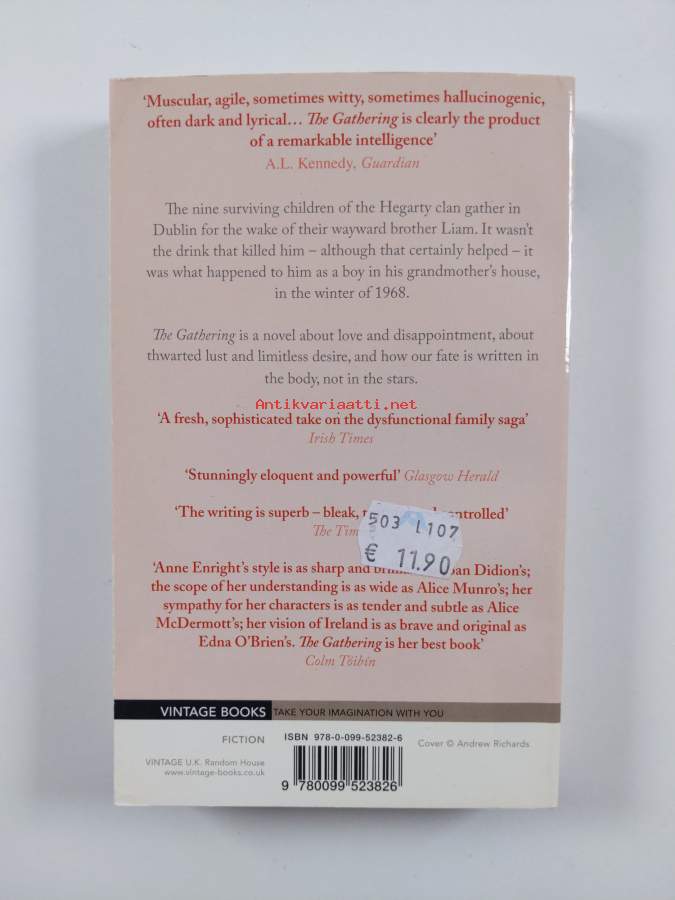 ‘Muscular, agile, sometimes witty, sometimes hallucinogenic,
often dark and lyrical… The Gathering is clearly the product
of a remarkable intelligence’
A.L. Kennedy, Guardian
The nine surviving children of the Hegarty clan gather in
Dublin for the wake of their wayward brother Liam. It wasn’t
the drink that killed him – although that certainly helped – it
was what happened to him as a boy in his grandmother’s house,
in the winter of 1968.
The Gathering is a novel about love and disappointment, about
thwarted lust and limitless desire, and how our fate is written in
the body, not in the stars.
Antikvariaatti.net
‘A fresh, sophisticated take on the dysfunctional family saga’
Irish Times
‘Stunningly eloquent and powerful’ Glasgow Herald
‘The writing is superb – bleak,
The
503 L107
€ 11.90
‘Anne Enright’s style is as sharp and Didion’s;
the scope of her understanding is as wide as Alice Munro’s; her
sympathy for her characters is as tender and subtle as Alice
McDermott’s; her vision of Ireland is as brave and original as
Edna O’Brien’s. The Gathering is her best book’
Colm Tóibín
VINTAGE BOOKS TAKE YOUR IMAGINATION WITH YOU
FICTION
ISBN 978-0-099-52382-6
Cover © Andrew Richards
VINTAGE U.K. Random House
www.vintage-books.co.uk
9 780099 523826